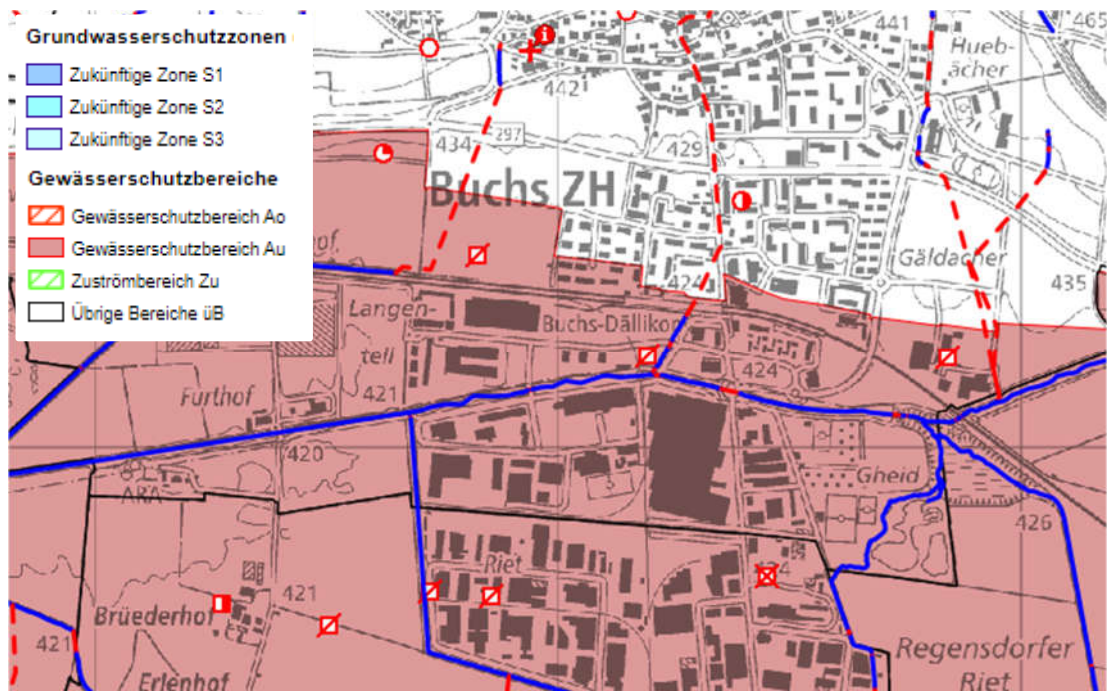 Grundwasserschutzzonen
Zukünftige Zone S1
Zukünftige Zone S2
Zukünftige Zone S3
Gewässerschutzbereiche
Gewässerschutzbereich Ao
Gewässerschutzbereich Au
Zuströmbereich Zu
Übrige Bereiche üB
441
465
Hueb-
ächer
442
434
297
429
Buchs ZH
Gäldacher
435
424
Langen-
tell
Buchs-Dällikon
421
424
Furthof
420
ARA
Gheid
426
Riet
421
Brüederhof
421
Erlenhof
Regensdorfer
Riet